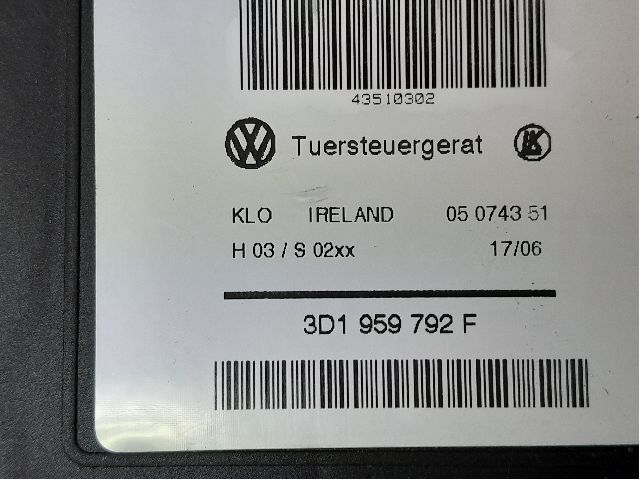 43510302
Tuersteuergerat
KLO IRELAND 05 0743 51
H 03 / S 02xx 17/06
3D1 959 792 F